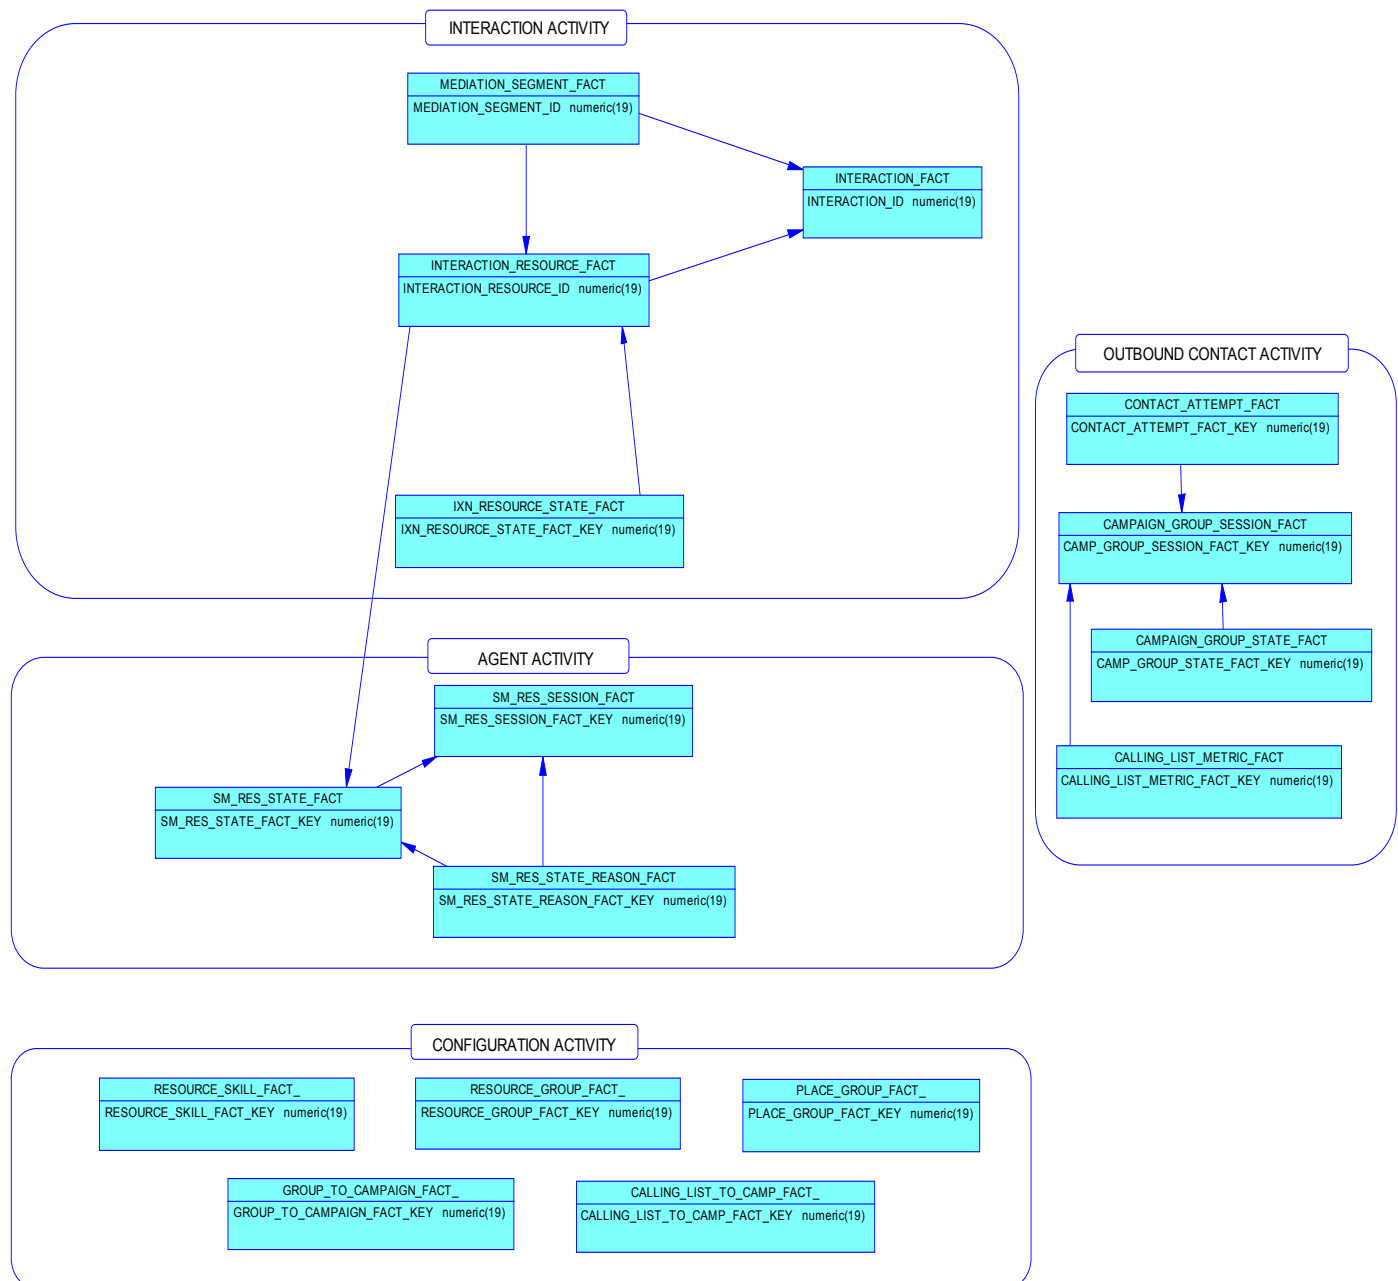 INTERACTION ACTIVITY
MEDIATION_SEGMENT_FACT
MEDIATION_SEGMENT_ID numeric(19)
INTERACTION_FACT
INTERACTION_ID numeric(19)
INTERACTION_RESOURCE_FACT
INTERACTION_RESOURCE_ID numeric(19)
IXN_RESOURCE_STATE_FACT
IXN_RESOURCE_STATE_FACT_KEY numeric(19)
OUTBOUND CONTACT ACTIVITY
CONTACT_ATTEMPT_FACT
CONTACT_ATTEMPT_FACT_KEY numeric(19)
CAMPAIGN_GROUP_SESSION_FACT
CAMP_GROUP_SESSION_FACT_KEY numeric(19)
CAMPAIGN_GROUP_STATE_FACT
CAMP_GROUP_STATE_FACT_KEY numeric(19)
CALLING_LIST_METRIC_FACT
CALLING_LIST_METRIC_FACT_KEY numeric(19)
AGENT ACTIVITY
SM_RES_SESSION_FACT
SM_RES_SESSION_FACT_KEY numeric(19)
SM_RES_STATE_FACT
SM_RES_STATE_FACT_KEY numeric(19)
SM_RES_STATE_REASON_FACT
SM_RES_STATE_REASON_FACT_KEY numeric(19)
CONFIGURATION ACTIVITY
RESOURCE_SKILL_FACT_
RESOURCE_SKILL_FACT_KEY numeric(19)
RESOURCE_GROUP_FACT_
RESOURCE_GROUP_FACT_KEY numeric(19)
PLACE_GROUP_FACT_
PLACE_GROUP_FACT_KEY numeric(19)
GROUP_TO_CAMPAIGN_FACT_
GROUP_TO_CAMPAIGN_FACT_KEY numeric(19)
CALLING_LIST_TO_CAMP_FACT_
CALLING_LIST_TO_CAMP_FACT_KEY numeric(19)